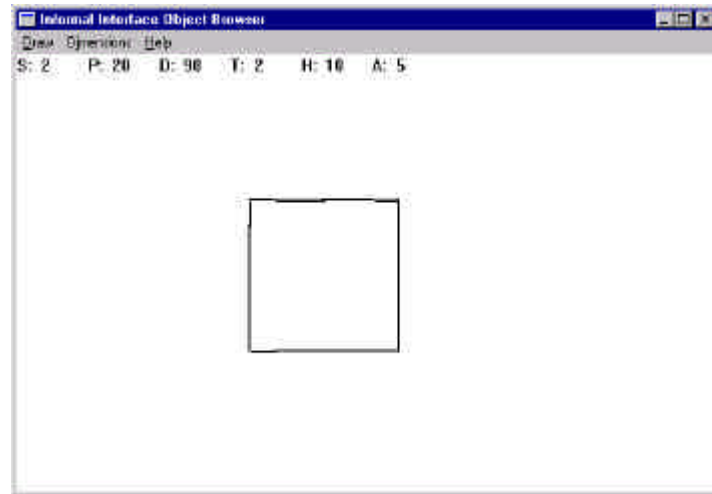 Informal Interface Object Browser
Draw Dimensions Help
S: 2 P: 20 D: 90 T: 2 H: 10 A: 5